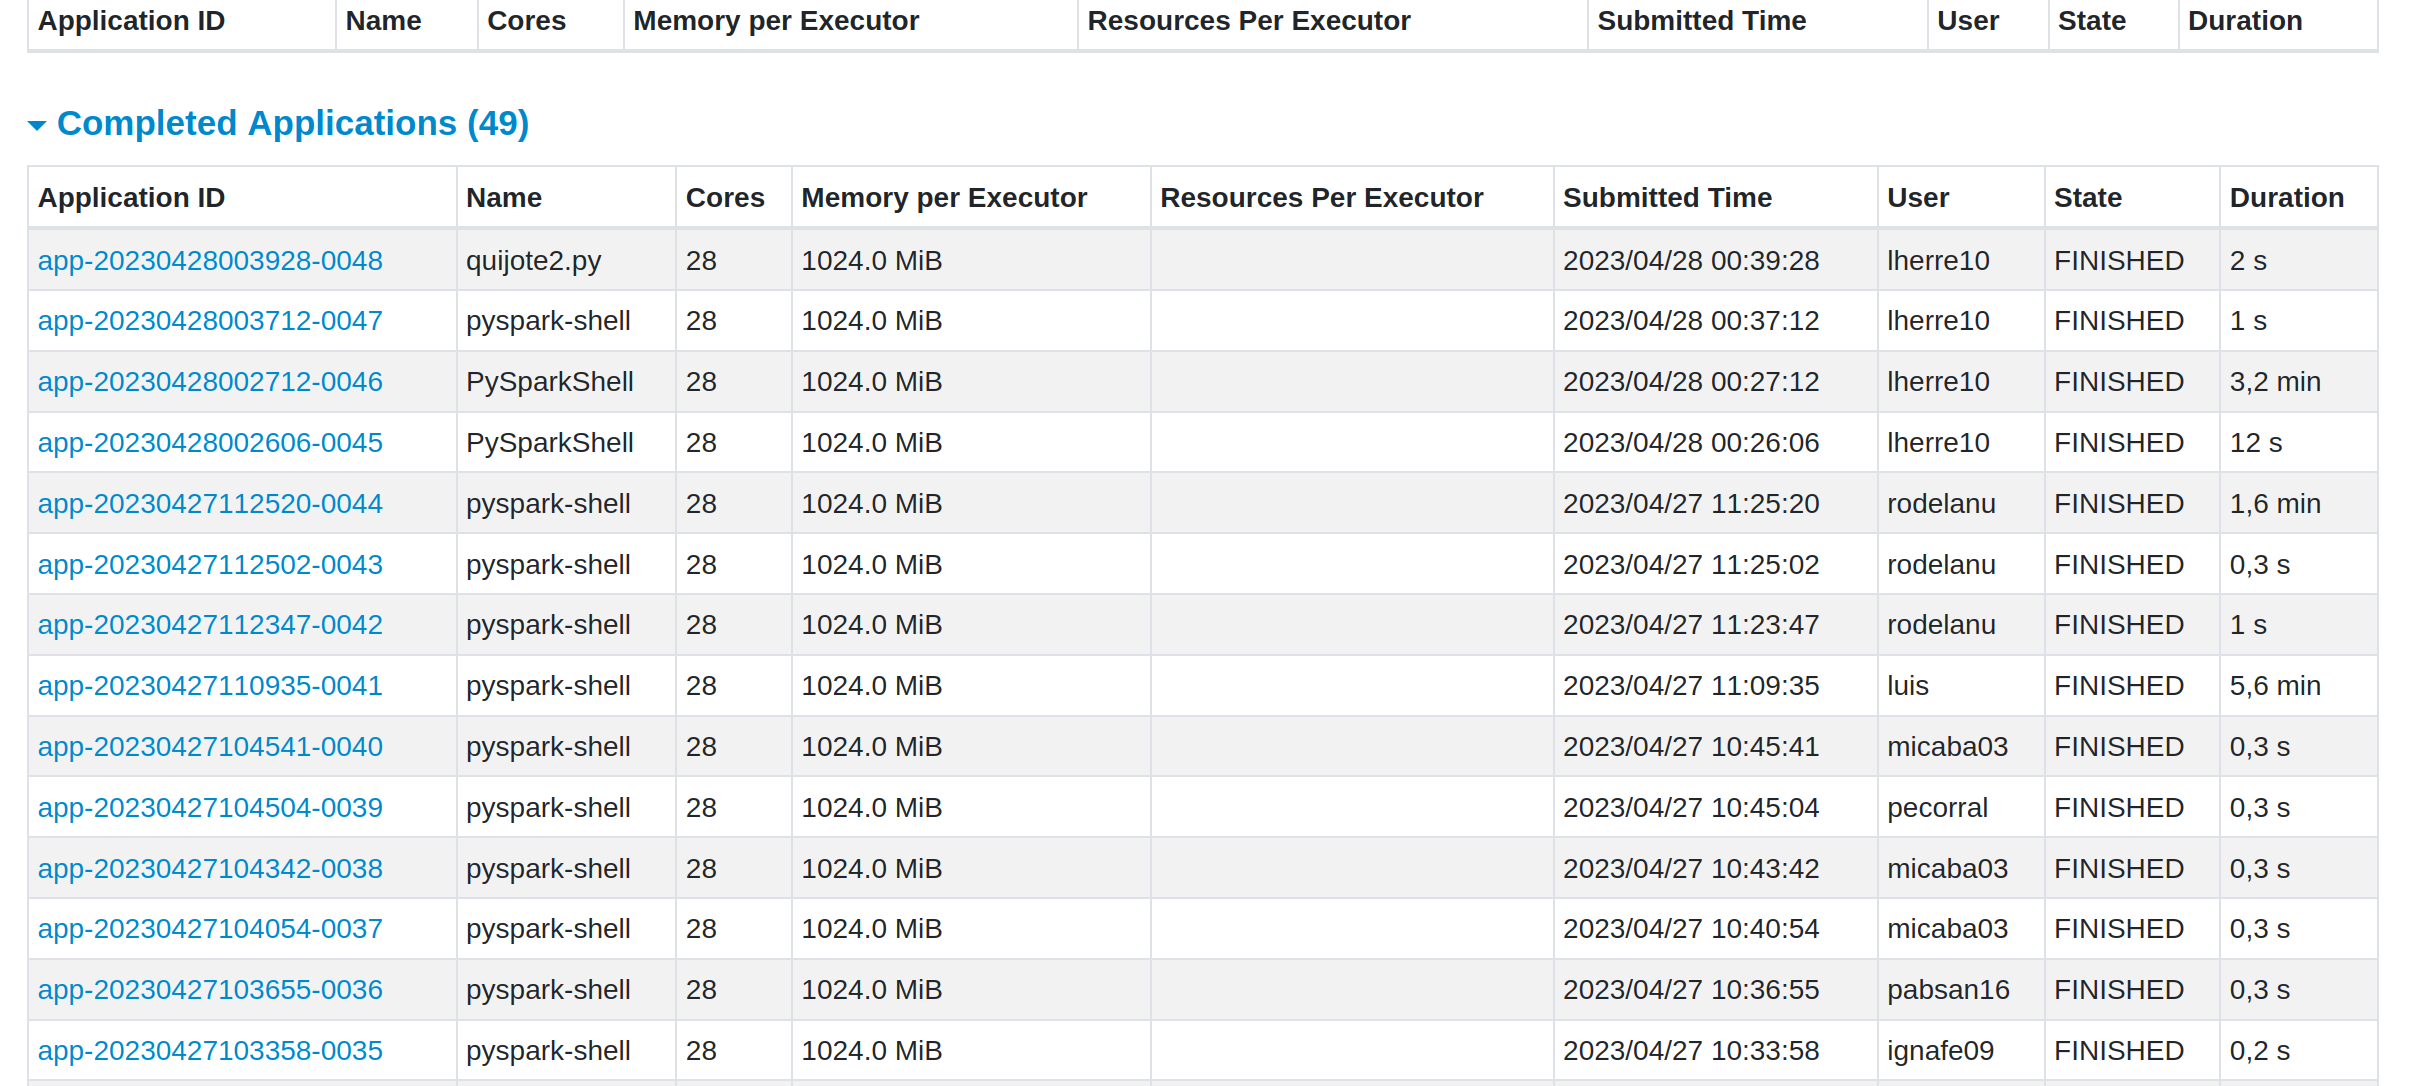 Application ID Name Cores Memory per Executor Resources Per Executor Submitted Time User State Duration
Completed Applications (49)
Application ID Name Cores Memory per Executor Resources Per Executor Submitted Time User State Duration
app-20230428003928-0048 quijote2.py 28 1024.0 MiB 2023/04/28 00:39:28 lherre10 FINISHED 2 s
app-20230428003712-0047 pyspark-shell 28 1024.0 MiB 2023/04/28 00:37:12 lherre10 FINISHED 1 s
app-20230428002712-0046 PySparkShell 28 1024.0 MiB 2023/04/28 00:27:12 lherre10 FINISHED 3,2 min
app-20230428002606-0045 PySparkShell 28 1024.0 MiB 2023/04/28 00:26:06 lherre10 FINISHED 12 s
app-20230427112520-0044 pyspark-shell 28 1024.0 MiB 2023/04/27 11:25:20 rodelanu FINISHED 1,6 min
app-20230427112502-0043 pyspark-shell 28 1024.0 MiB 2023/04/27 11:25:02 rodelanu FINISHED 0,3 s
app-20230427112347-0042 pyspark-shell 28 1024.0 MiB 2023/04/27 11:23:47 rodelanu FINISHED 1 s
app-20230427110935-0041 pyspark-shell 28 1024.0 MiB 2023/04/27 11:09:35 luis FINISHED 5,6 min
app-20230427104541-0040 pyspark-shell 28 1024.0 MiB 2023/04/27 10:45:41 micaba03 FINISHED 0,3 s
app-20230427104504-0039 pyspark-shell 28 1024.0 MiB 2023/04/27 10:45:04 pecorral FINISHED 0,3 s
app-20230427104342-0038 pyspark-shell 28 1024.0 MiB 2023/04/27 10:43:42 micaba03 FINISHED 0,3 s
app-20230427104054-0037 pyspark-shell 28 1024.0 MiB 2023/04/27 10:40:54 micaba03 FINISHED 0,3 s
app-20230427103655-0036 pyspark-shell 28 1024.0 MiB 2023/04/27 10:36:55 pabsan16 FINISHED 0,3 s
app-20230427103358-0035 pyspark-shell 28 1024.0 MiB 2023/04/27 10:33:58 ignafe09 FINISHED 0,2 s